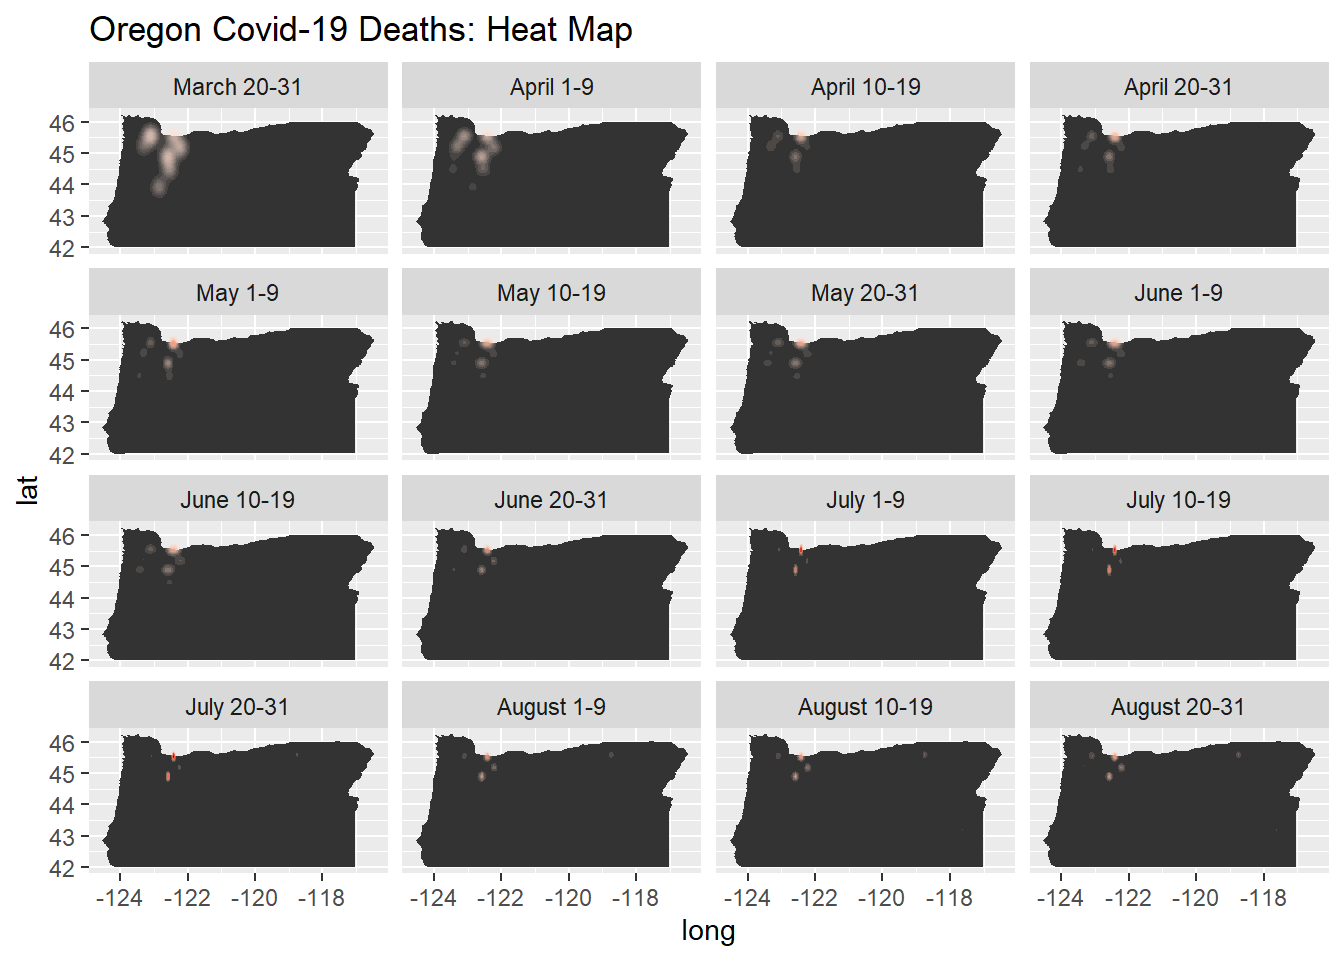 Oregon Covid-19 Deaths: Heat Map
March 20-31
April 1-9
April 10-19
April 20-31
46
45
44
43
42
May 1-9
May 10-19
May 20-31
June 1-9
46
45
44
43
42
June 10-19
June 20-31
July 1-9
July 10-19
46
45
44
43
42
July 20-31
August 1-9
August 10-19
August 20-31
46
45
44
43
42
lat
-124 -122 -120 -118
-124 -122 -120 -118
-124 -122 -120 -118
-124 -122 -120 -118
long